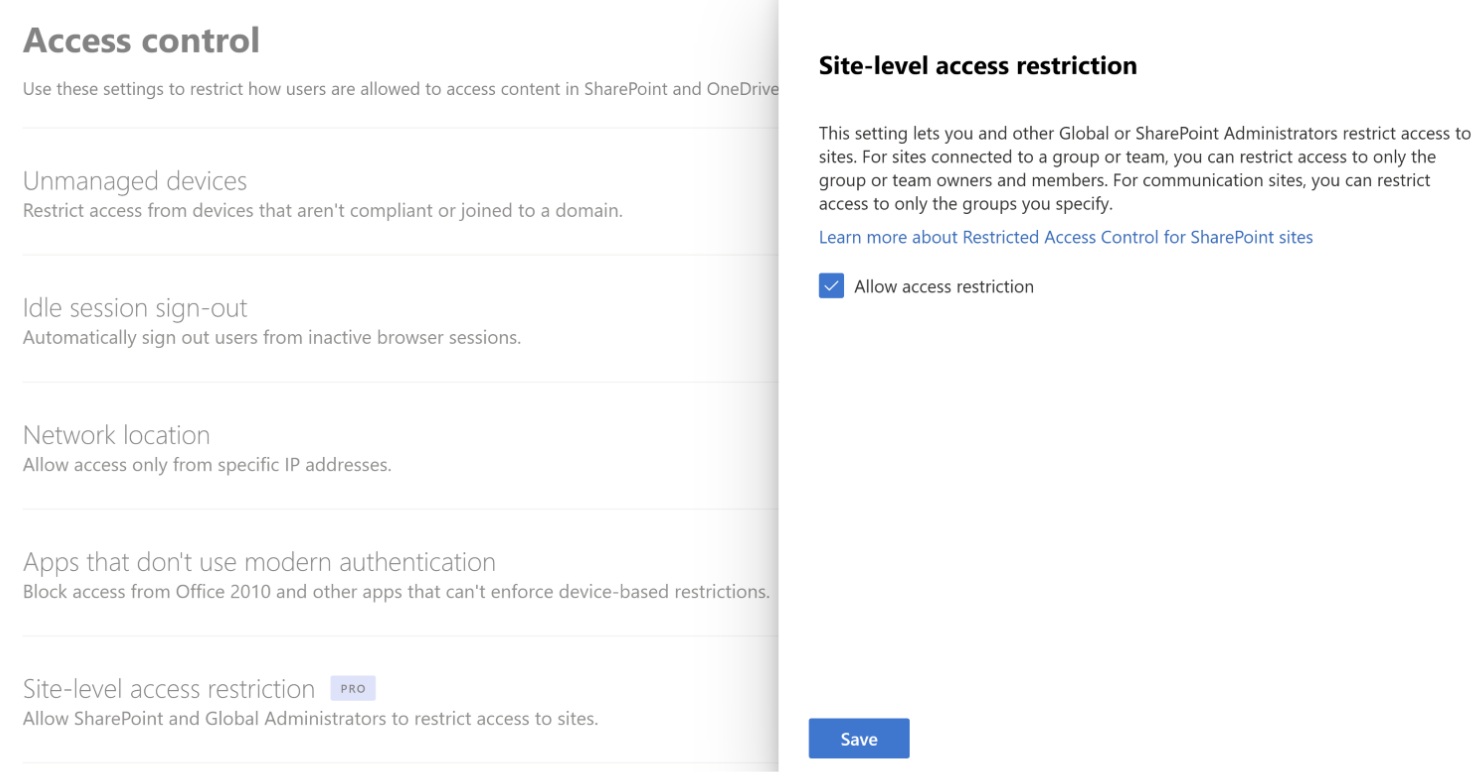 Access control
Use these settings to restrict how users are allowed to access content in SharePoint and OneDrive
Unmanaged devices
Restrict access from devices that aren't compliant or joined to a domain.
Idle session sign-out
Automatically sign out users from inactive browser sessions.
Network location
Allow access only from specific IP addresses.
Apps that don't use modern authentication
Block access from Office 2010 and other apps that can't enforce device-based restrictions.
Site-level access restriction PRO
Allow SharePoint and Global Administrators to restrict access to sites.
Site-level access restriction
This setting lets you and other Global or SharePoint Administrators restrict access to
sites. For sites connected to a group or team, you can restrict access to only the
group or team owners and members. For communication sites, you can restrict
access to only the groups you specify.
Learn more about Restricted Access Control for SharePoint sites
Allow access restriction
Save